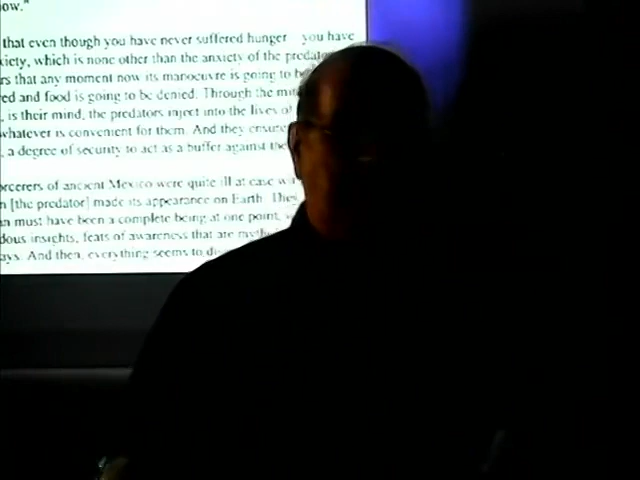 ow."
that even though you have never suffered hunger you have
xiety, which is none other than the anxiety of the predator
rs that any moment now its manoeuvre is going to be
ed and food is going to be denied. Through the mi
, is their mind, the predators inject into the lives of
whatever is convenient for them. And they ensure
, a degree of security to act as a buffer against the
orcerers of ancient Mexico were quite ill at ease w
n [the predator] made its appearance on Earth. They
an must have been a complete being at one point,
dous insights, feats of awareness that are
ays. And then, everything seems to dis